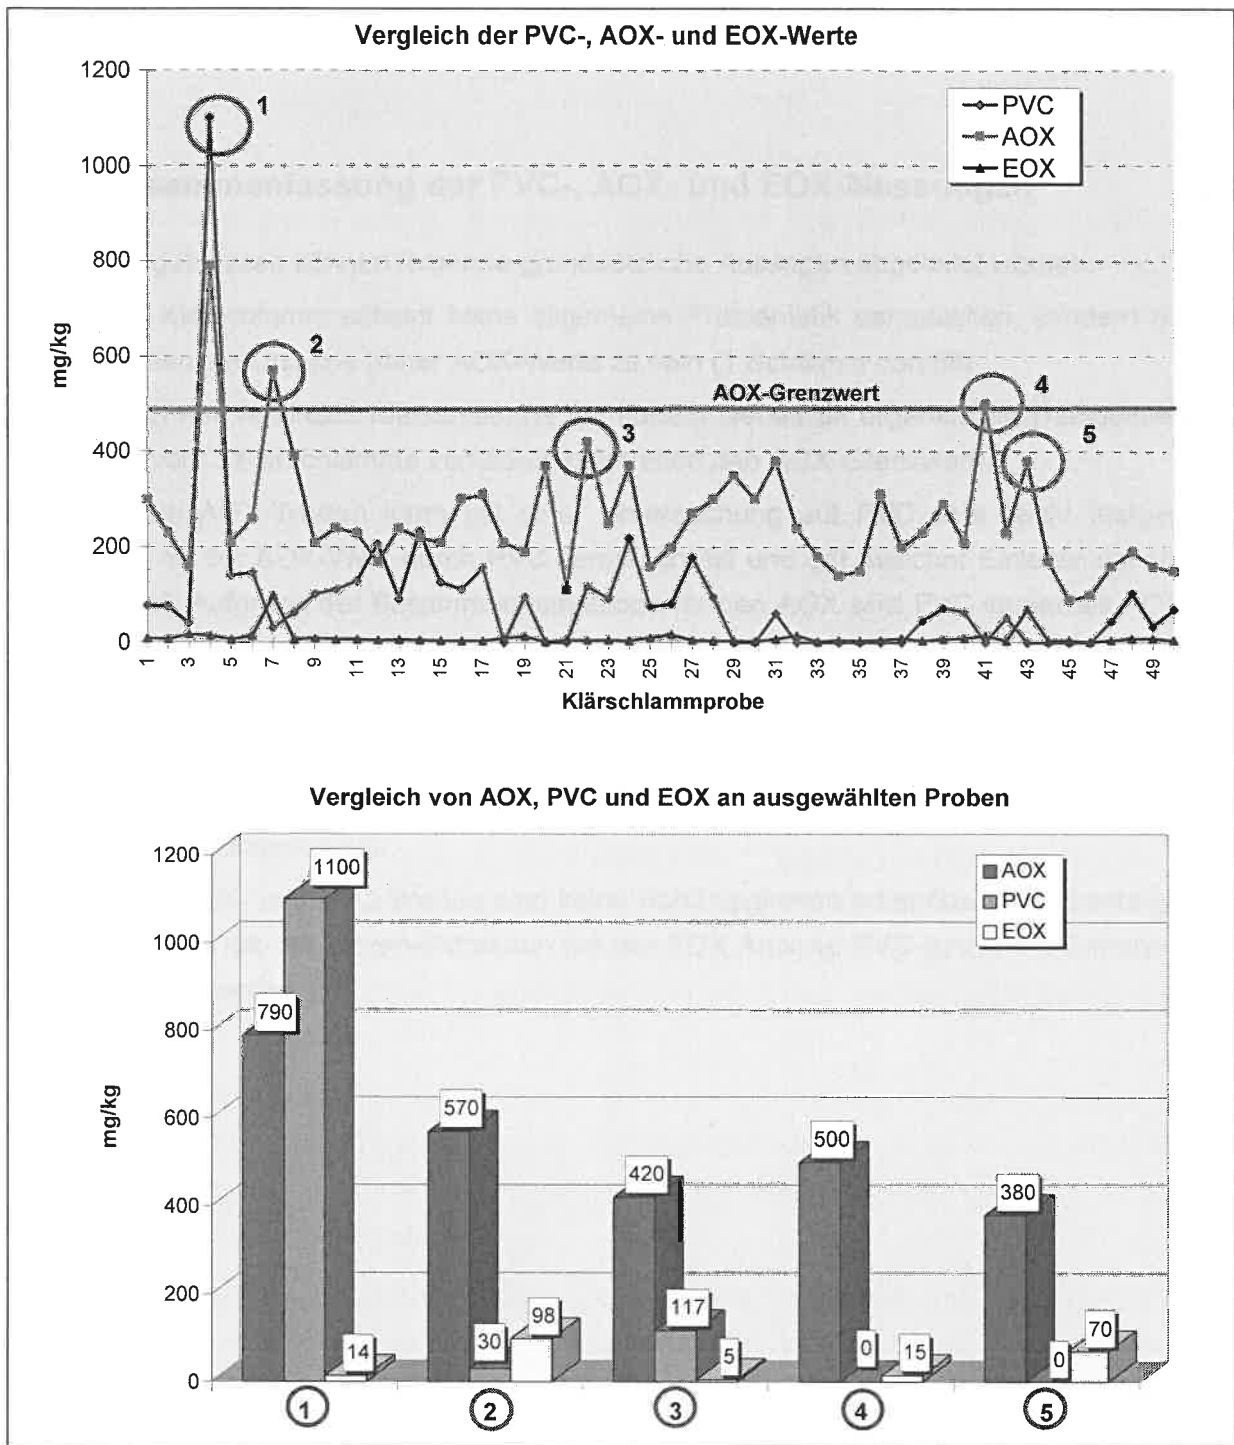 Vergleich der PVC-, AOX- und EOX-Werte
1200
1000
800
600
400
200
0
mg/kg
1
2
3
4
5
AOX-Grenzwert
PVC
AOX
EOX
1 3 5 7 9 11 13 15 17 19 21 23 25 27 29 31 33 35 37 39 41 43 45 47 49
Klärschlammprobe
Vergleich von AOX, PVC und EOX an ausgewählten Proben
1200
1000
800
600
400
200
0
mg/kg
AOX
PVC
EOX
790 1100 14
570 30 98
420 117 5
500 0 15
380 0 70
1 2 3 4 5